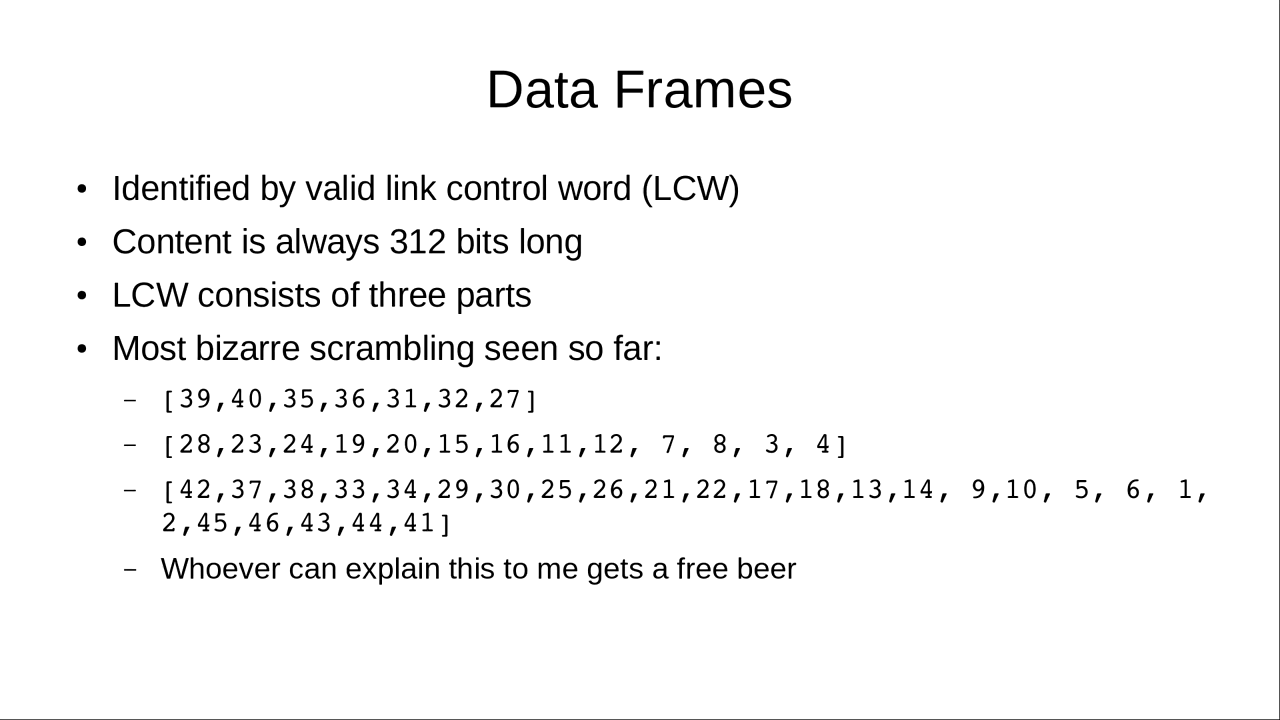 Data Frames
• Identified by valid link control word (LCW)
• Content is always 312 bits long
• LCW consists of three parts
• Most bizarre scrambling seen so far:
– [39,40,35,36,31,32,27]
– [28,23,24,19,20,15,16,11,12, 7, 8, 3, 4]
– [42,37,38,33,34,29,30,25,26,21,22,17,18,13,14, 9,10, 5, 6, 1,
2,45,46,43,44,41]
– Whoever can explain this to me gets a free beer